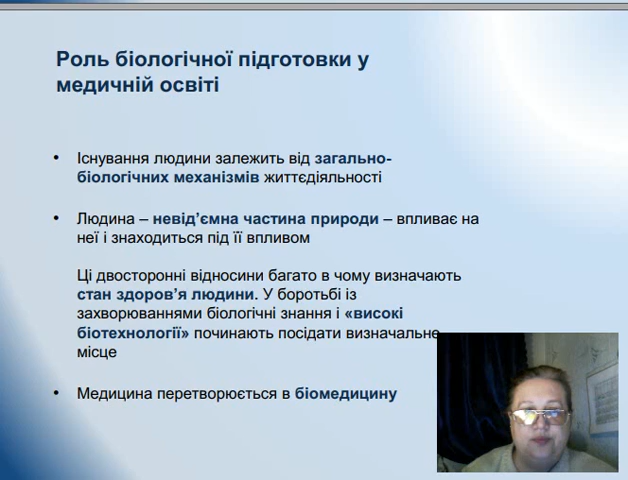 Роль біологічної підготовки у
медичній освіті
• Існування людини залежить від загально-
біологічних механізмів життєдіяльності
• Людина – невід’ємна частина природи – впливає на
неї і знаходиться під її впливом
Ці двосторонні відносини багато в чому визначають
стан здоров’я людини. У боротьбі із
захворюваннями біологічні знання і «високі
біотехнології» починають посідати визначальне
місце
• Медицина перетворюється в біомедицину